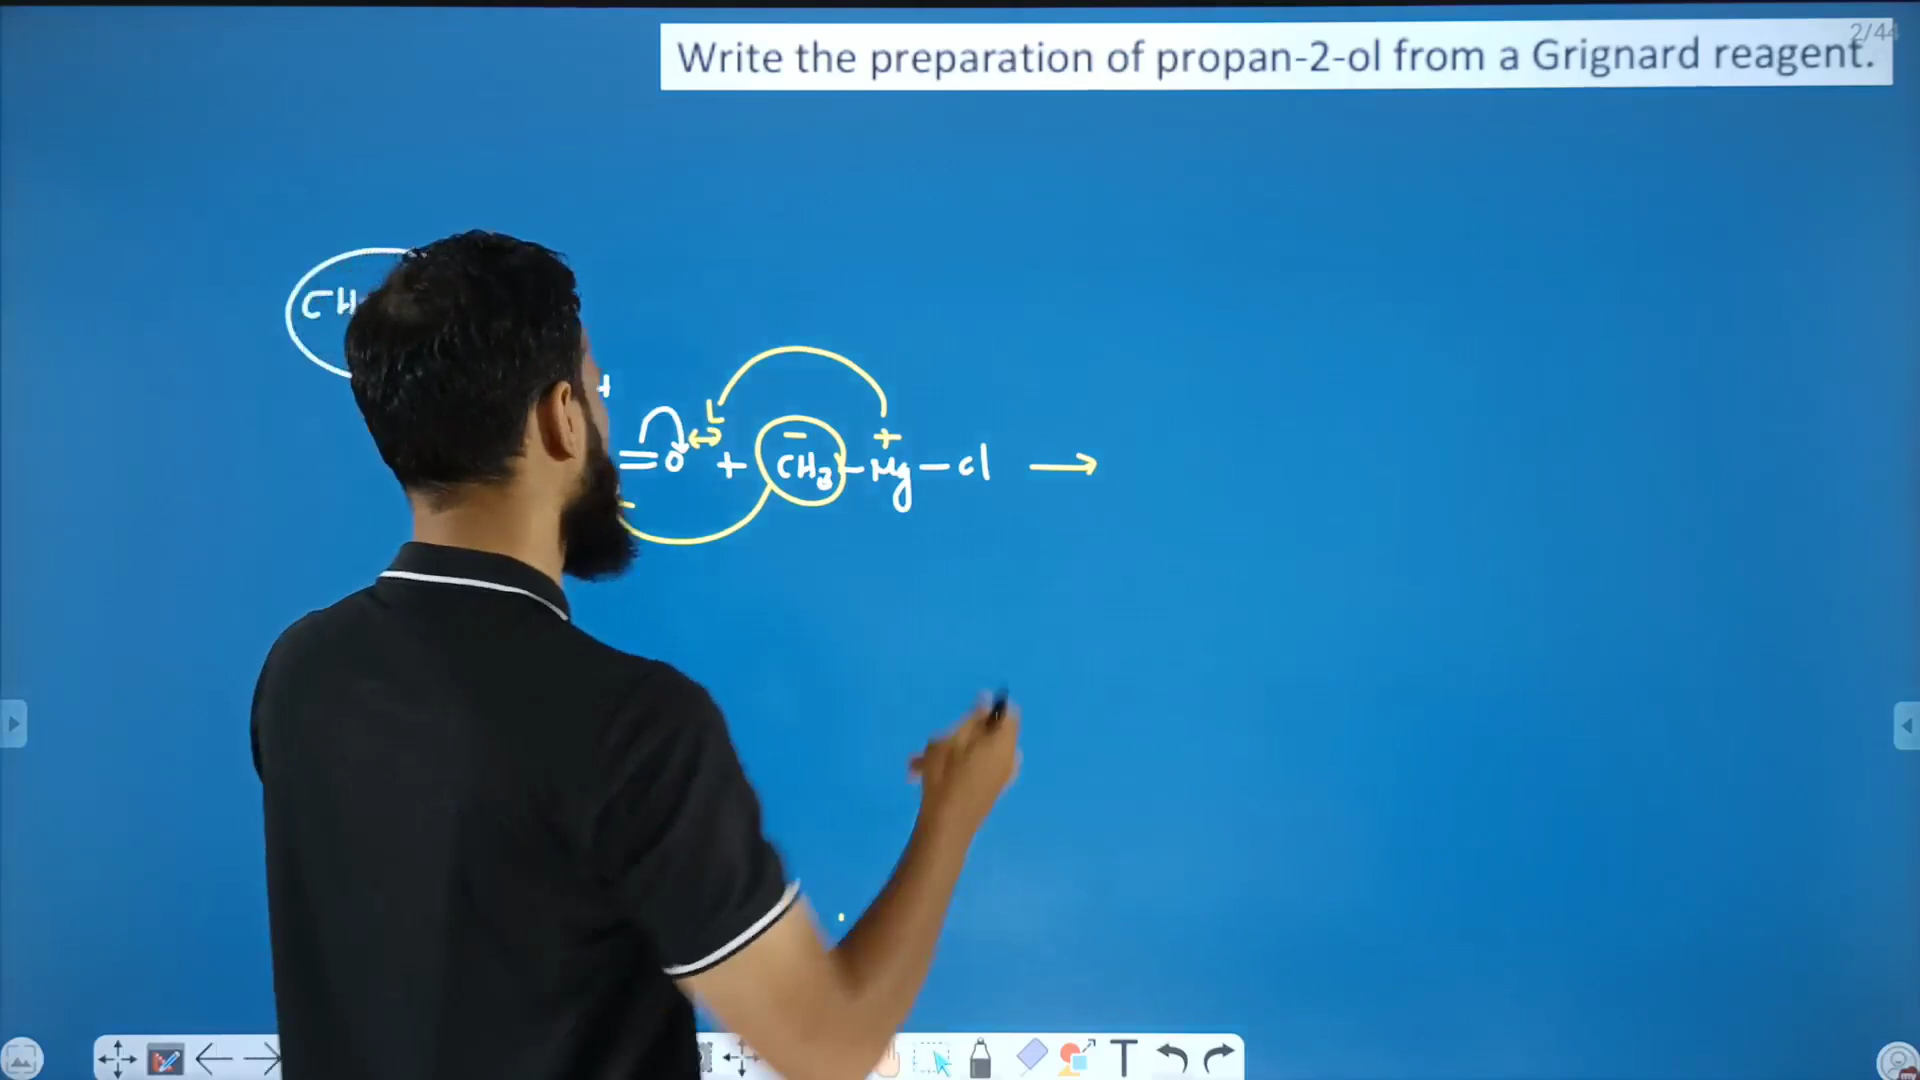 2/44
Write the preparation of propan-2-ol from a Grignard reagent.
CH
+
=O + CH3-Mg-Cl →